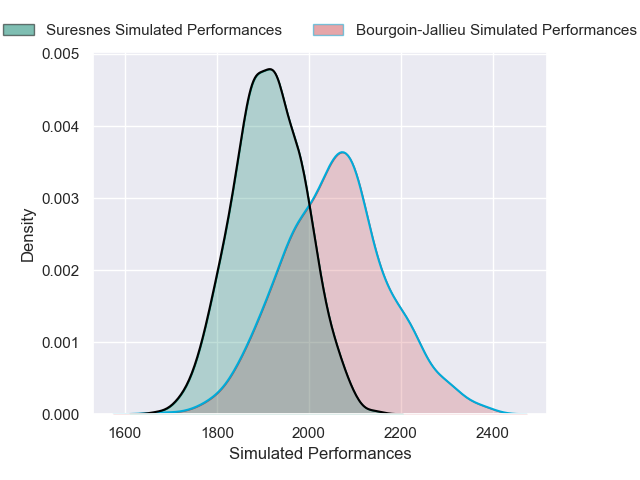 Suresnes Simulated Performances Bourgoin-Jallieu Simulated Performances
0.005
0.004
0.003
0.002
0.001
0.000
Density
1600 1800 2000 2200 2400
Simulated Performances